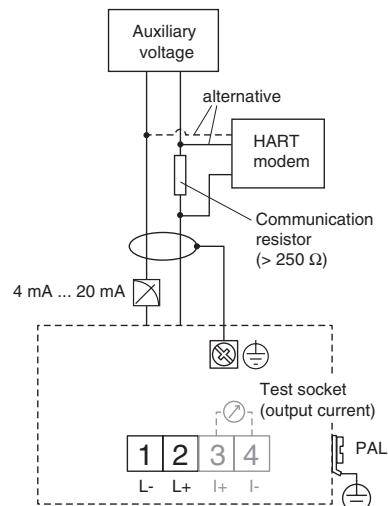 Auxiliary
voltage
alternative
HART
modem
Communication
resistor
(> 250 Ω)
4 mA ... 20 mA
Test socket
(output current)
1 2 3 4
L- L+ I+ I-
PAL